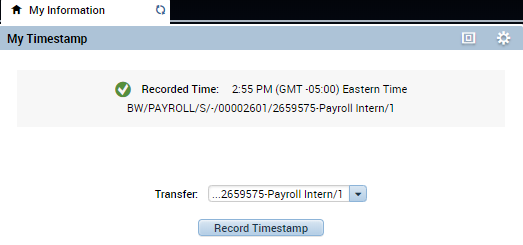 My Information
My Timestamp
Recorded Time: 2:55 PM (GMT -05:00) Eastern Time
BW/PAYROLL/S/-/00002601/2659575-Payroll Intern/1
Transfer: ...2659575-Payroll Intern/1
Record Timestamp